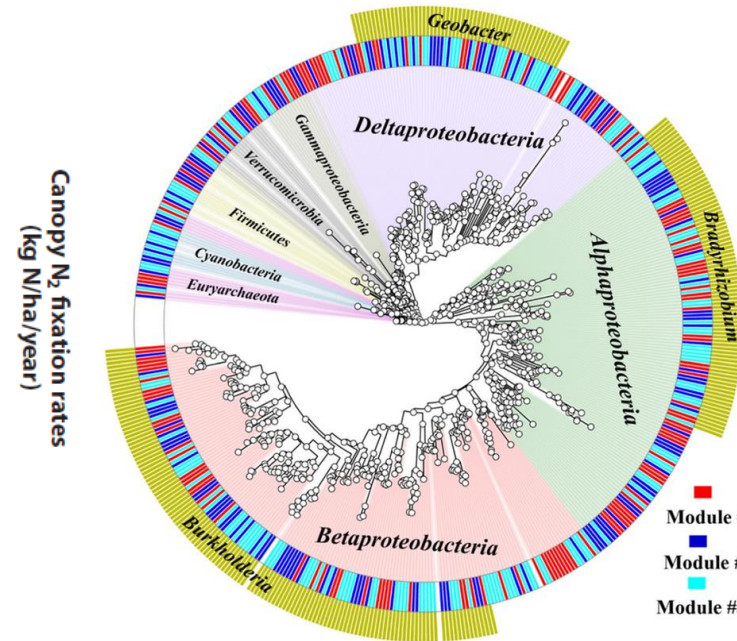 Canopy N₂ fixation rates
(kg N/ha/year)
Geobacter
Deltaproteobacteria
Gammaproteobacteria
Verrucomicrobia
Firmicutes
Cyanobacteria
Euryarchaeota
Alphaproteobacteria
Bradyrhizobium
Betaproteobacteria
Burkholderia
Module
Module #
Module #